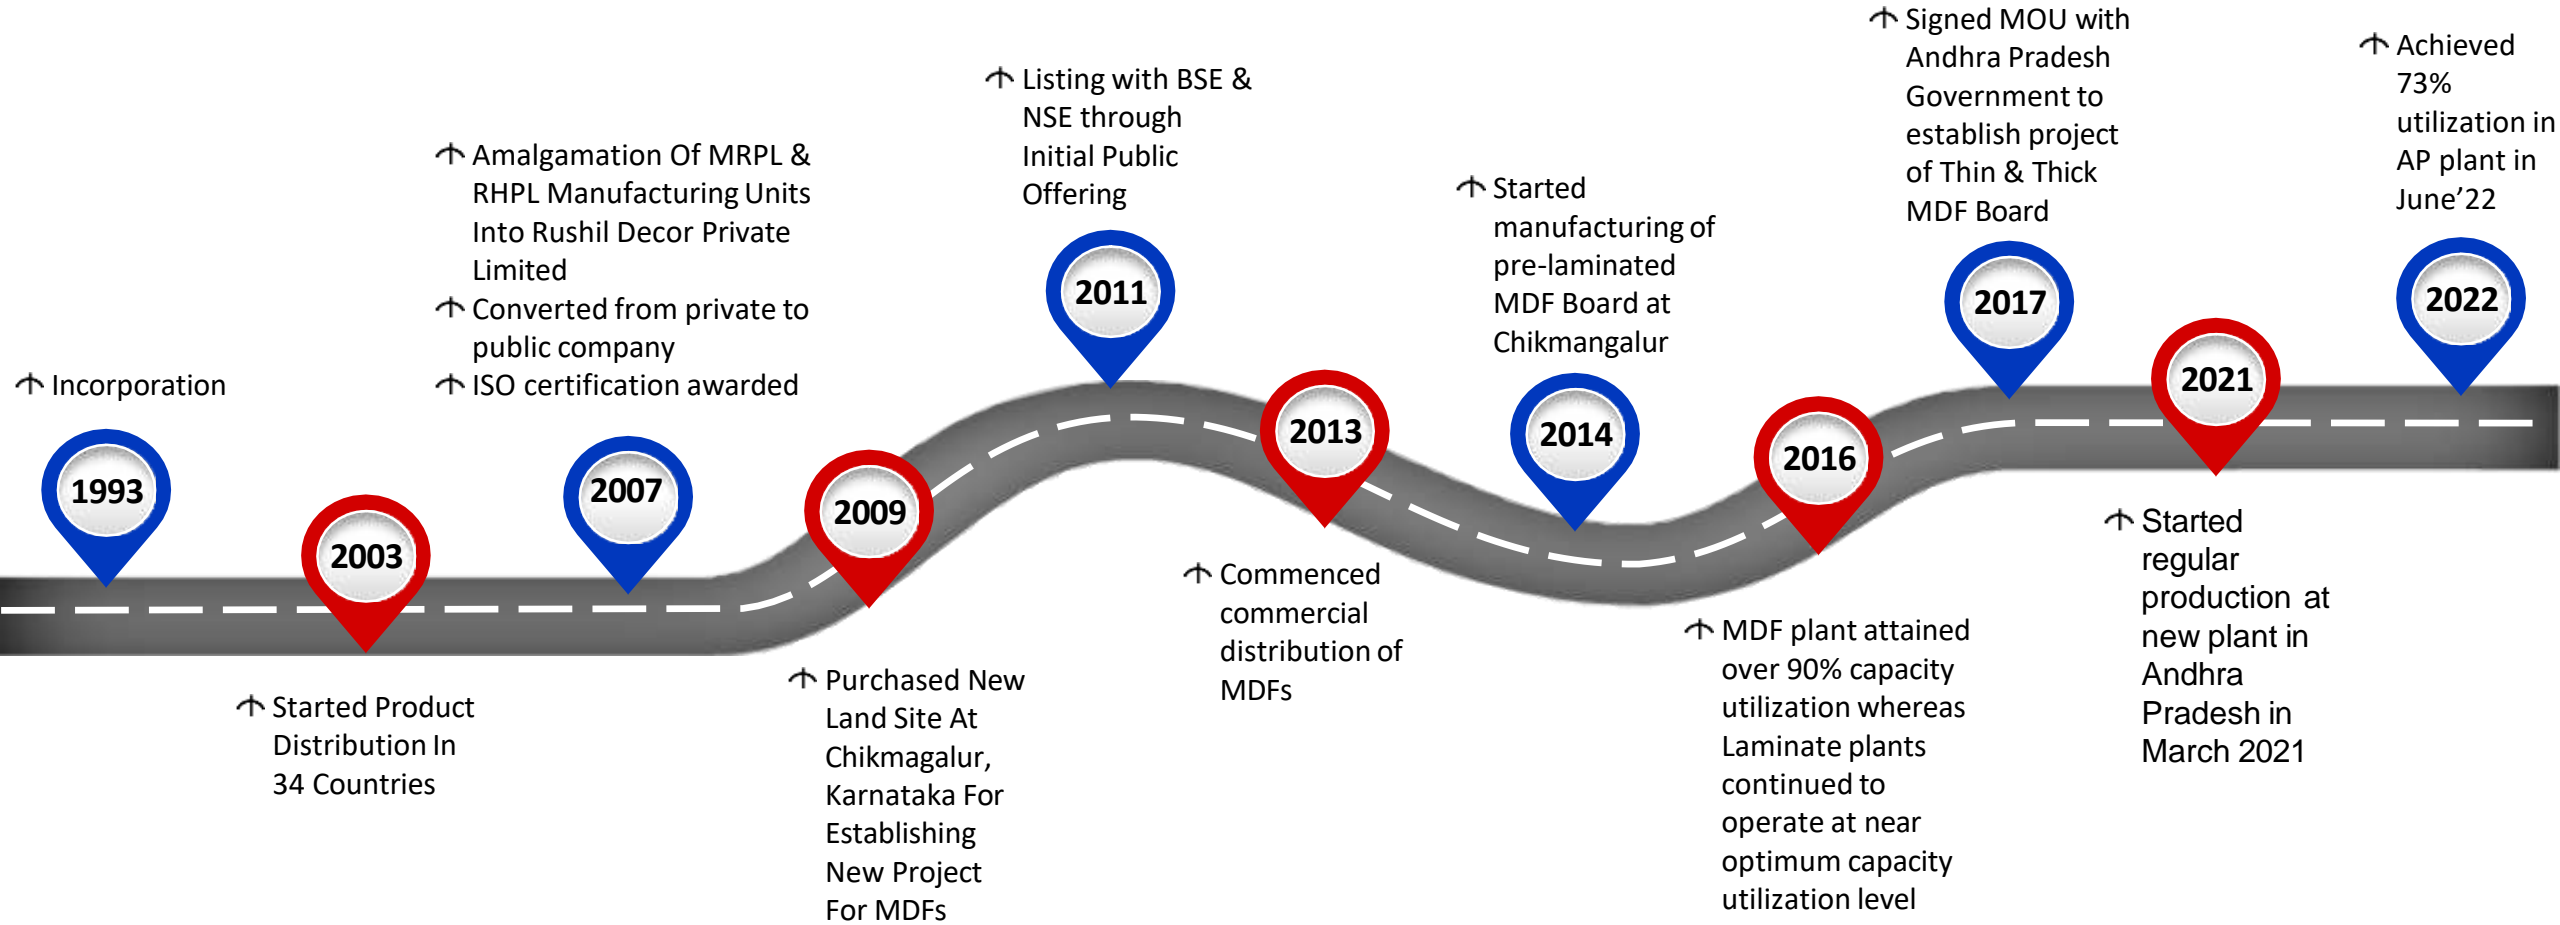 Incorporation
1993
2003
Started Product
Distribution In
34 Countries
Amalgamation Of MRPL &
RHPL Manufacturing Units
Into Rushil Decor Private
Limited
Converted from private to
public company
ISO certification awarded
2007
2009
Purchased New
Land Site At
Chikmagalur,
Karnataka For
Establishing
New Project
For MDFs
Listing with BSE &
NSE through
Initial Public
Offering
2011
2013
Commenced
commercial
distribution of
MDFs
Started
manufacturing of
pre-laminated
MDF Board at
Chikmangalur
2014
2016
MDF plant attained
over 90% capacity
utilization whereas
Laminate plants
continued to
operate at near
optimum capacity
utilization level
Signed MOU with
Andhra Pradesh
Government to
establish project
of Thin & Thick
MDF Board
2017
2021
Started
regular
production at
new plant in
Andhra
Pradesh in
March 2021
Achieved
73%
utilization in
AP plant in
June’22
2022